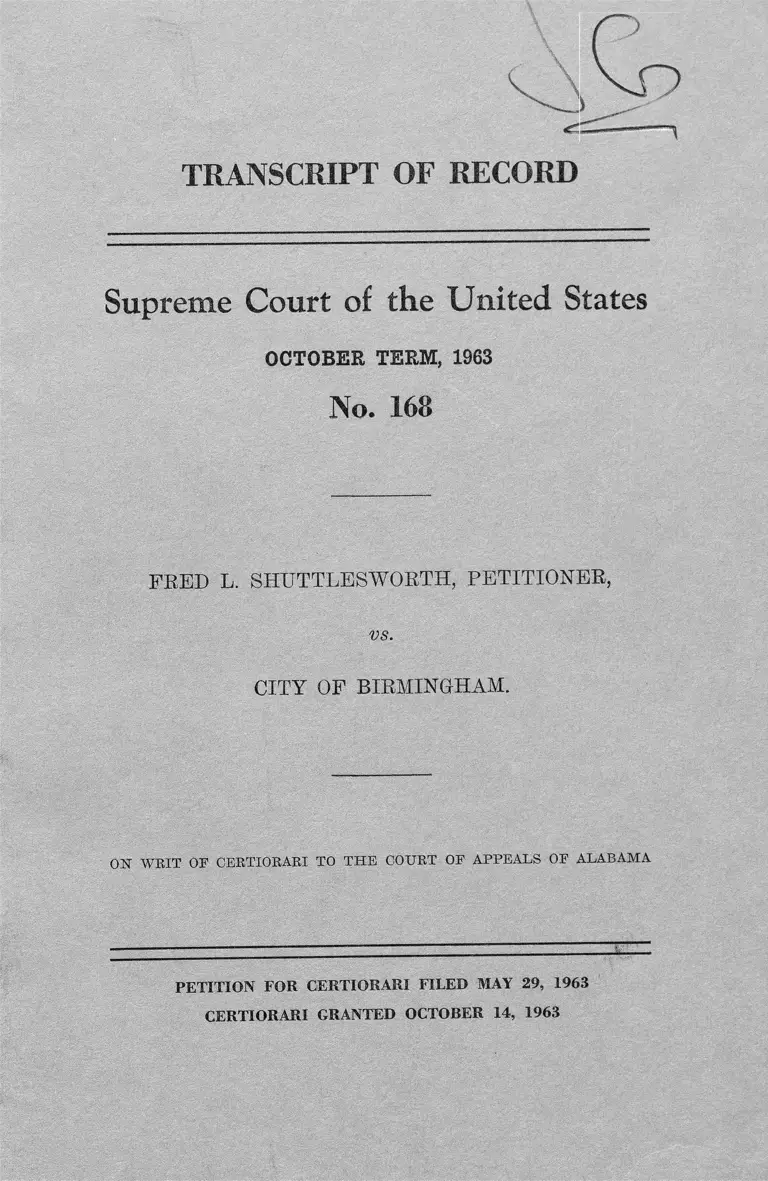 TRANSCRIPT OF RECORD
Supreme Court of the United States
OCTOBER TERM, 1963
No. 168
FRED L. SHUTTLESWORTH, PETITIONER,
vs.
CITY OF BIRMINGHAM.
ON WRIT OF CERTIORARI TO THE COURT OF APPEALS OF ALABAMA
PETITION FOR CERTIORARI FILED MAY 29, 1963
CERTIORARI GRANTED OCTOBER 14, 1963